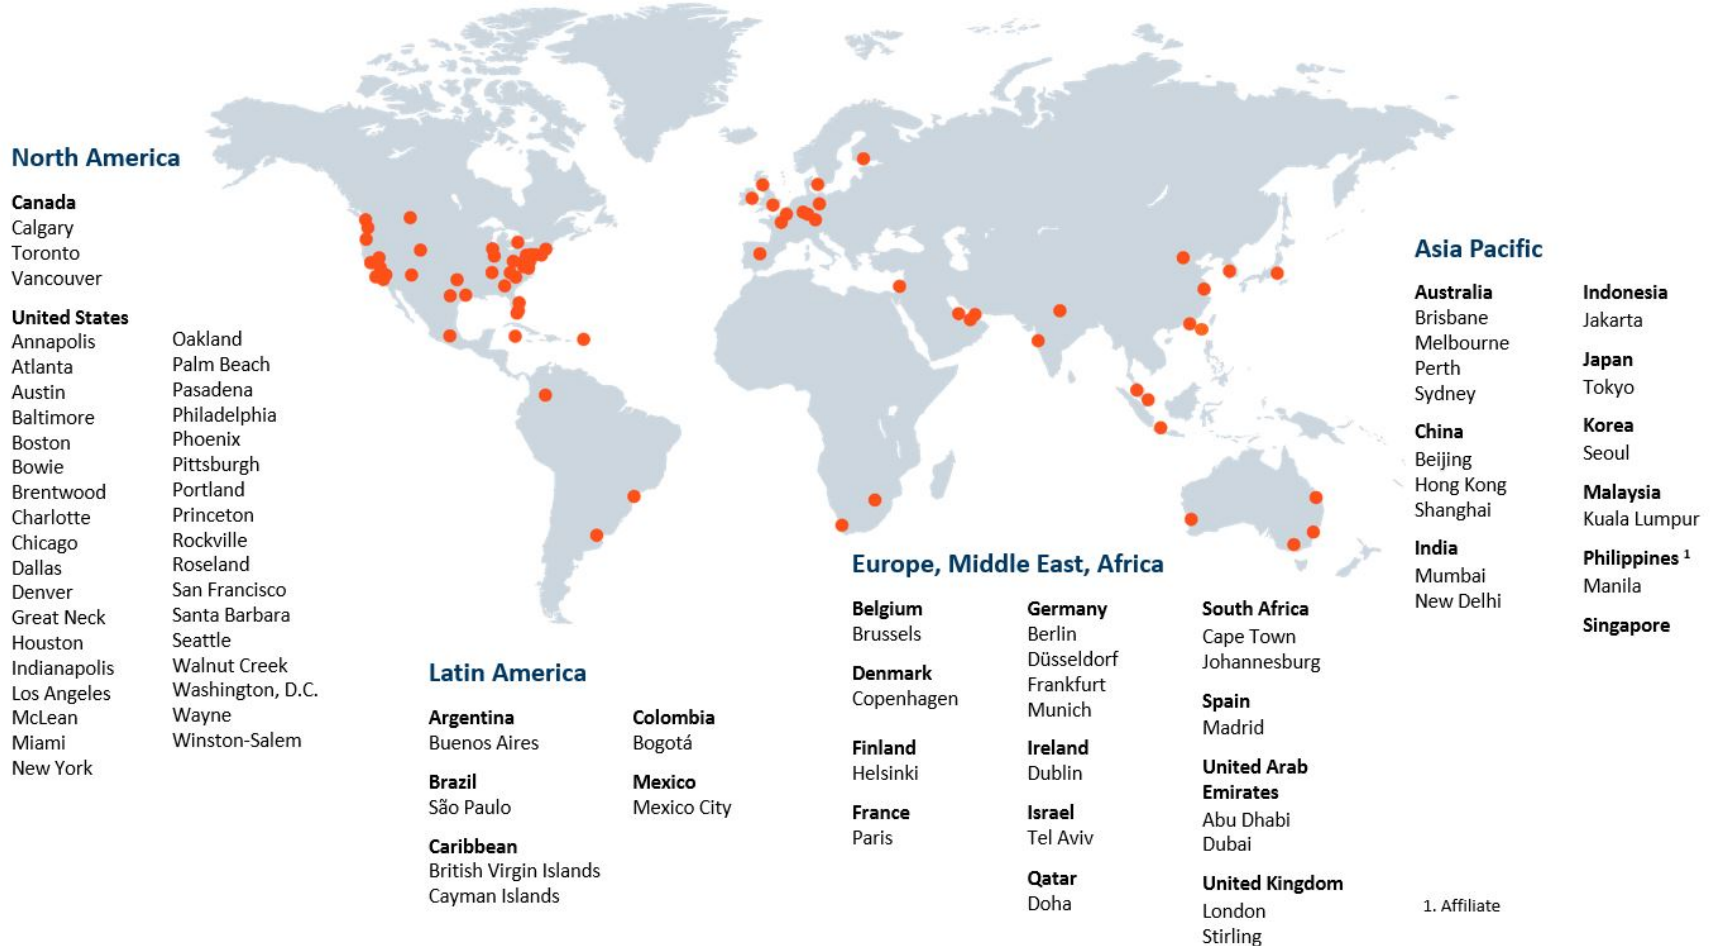 North America
Canada
Calgary
Toronto
Vancouver
United States
Annapolis
Atlanta
Austin
Baltimore
Boston
Bowie
Brentwood
Charlotte
Chicago
Dallas
Denver
Great Neck
Houston
Indianapolis
Los Angeles
McLean
Miami
New York
Oakland
Palm Beach
Pasadena
Philadelphia
Phoenix
Pittsburgh
Portland
Princeton
Rockville
Roseland
San Francisco
Santa Barbara
Seattle
Walnut Creek
Washington, D.C.
Wayne
Winston-Salem
Latin America
Argentina
Buenos Aires
Brazil
São Paulo
Caribbean
British Virgin Islands
Cayman Islands
Colombia
Bogotá
Mexico
Mexico City
Europe, Middle East, Africa
Belgium
Brussels
Denmark
Copenhagen
Finland
Helsinki
France
Paris
Germany
Berlin
Düsseldorf
Frankfurt
Munich
Ireland
Dublin
Israel
Tel Aviv
Qatar
Doha
South Africa
Cape Town
Johannesburg
Spain
Madrid
United Arab
Emirates
Abu Dhabi
Dubai
United Kingdom
London
Stirling
Asia Pacific
Australia
Brisbane
Melbourne
Perth
Sydney
China
Beijing
Hong Kong
Shanghai
India
Mumbai
New Delhi
Indonesia
Jakarta
Japan
Tokyo
Korea
Seoul
Malaysia
Kuala Lumpur
Philippines ¹
Manila
Singapore
1. Affiliate